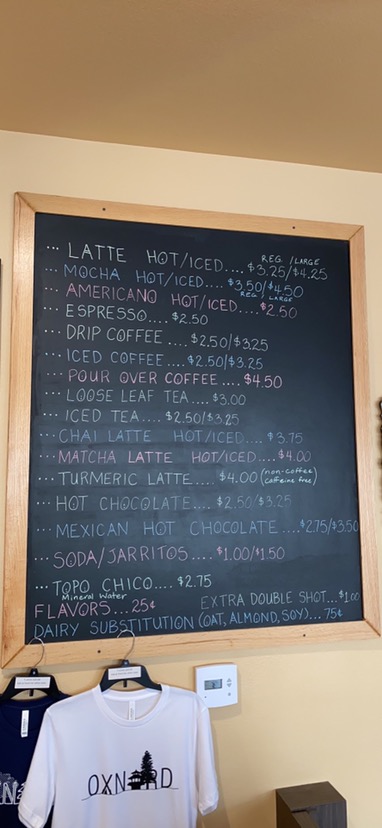 REG. / LARGE
... LATTE HOT/ICED.... $3.25/$4.25
... MOCHA HOT/ICED.... $3.50/$4.50
REG. / LARGE
... AMERICANO HOT/ICED.... $2.50
... ESPRESSO.... $2.50
... DRIP COFFEE.... $2.50/$3.25
... ICED COFFEE.... $2.50/$3.25
... POUR OVER COFFEE.... $4.50
... LOOSE LEAF TEA.... $3.00
... ICED TEA.... $2.50/$3.25
... CHAI LATTE HOT/ICED.... $3.75
... MATCHA LATTE HOT/ICED.... $4.00
... TURMERIC LATTE.... $4.00 (non-coffee/caffeine free)
... HOT CHOCOLATE.... $2.50/$3.25
... MEXICAN HOT CHOCOLATE....$2.75/$3.50
... SODA/JARRITOS.... $1.00/$1.50
... TOPO CHICO.... $2.75
Mineral Water
FLAVORS... 25¢ EXTRA DOUBLE SHOT...$1.00
DAIRY SUBSTITUTION (OAT, ALMOND, SOY)... 75¢
OXN RD